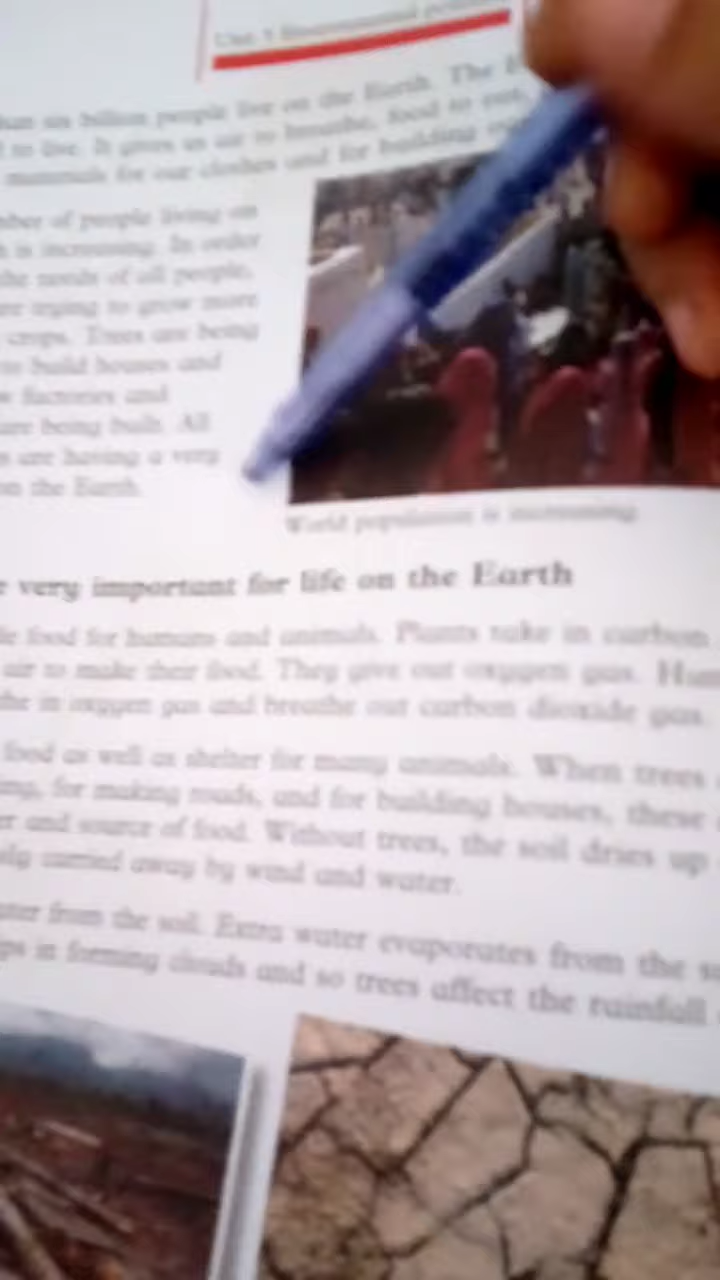 six billion people live on the Earth. The
to live. It gives us air to breathe, food to eat,
for our clothes and for building
of people living on
is increasing. In order
the needs of all people,
are trying to grow more
crops. Trees are being
to build houses and
factories and
are being built. All
are having a very
on the Earth.
World population is increasing
very important for life on the Earth
food for humans and animals. Plants take in carbon
air to make their food. They give out oxygen gas.
in oxygen gas and breathe out carbon dioxide gas.
food as well as shelter for many animals. When trees
for making roads, and for building houses, these
and source of food. Without trees, the soil dries up
carried away by wind and water.
from the soil. Extra water evaporates from the
in forming clouds and so trees affect the rainfall